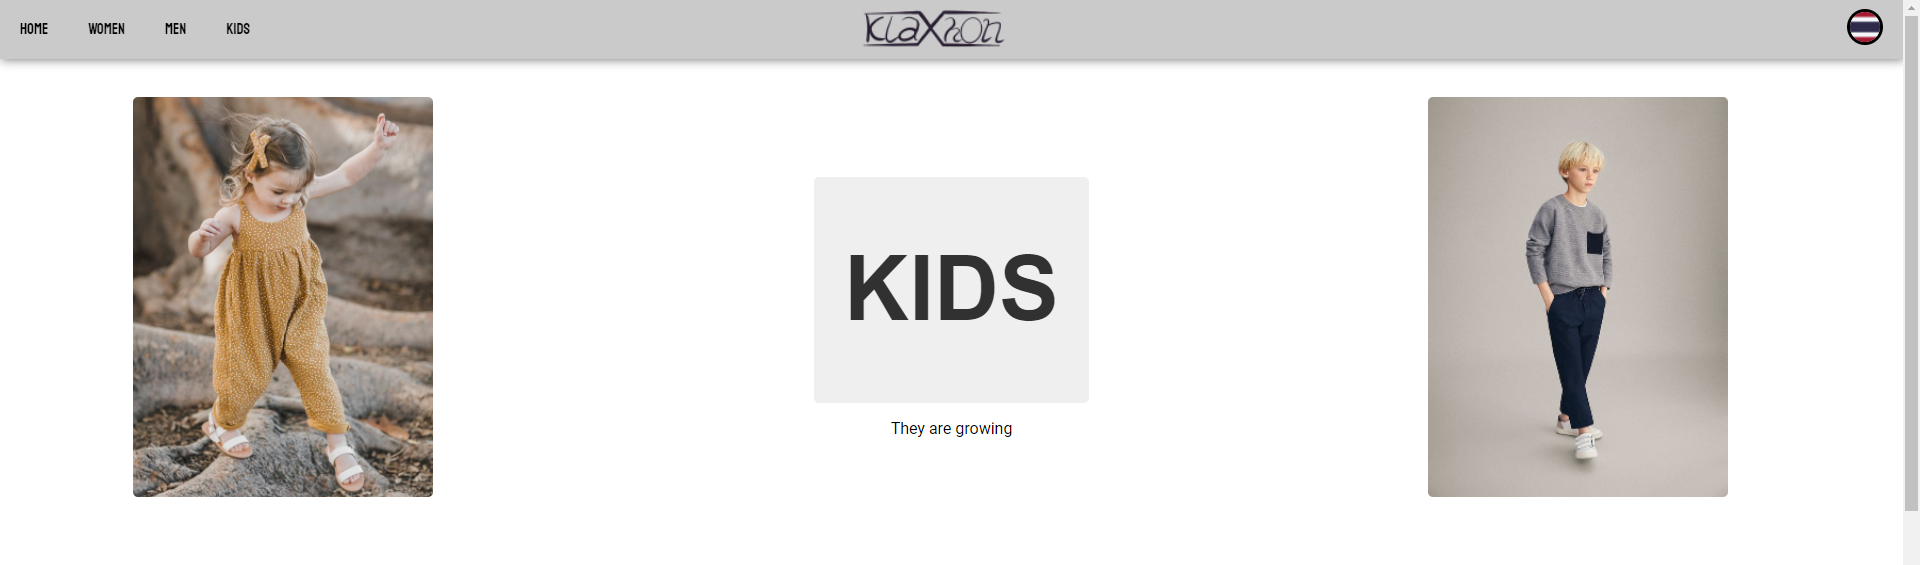 HOME WOMEN MEN KIDS
KlaXzon
KIDS
They are growing